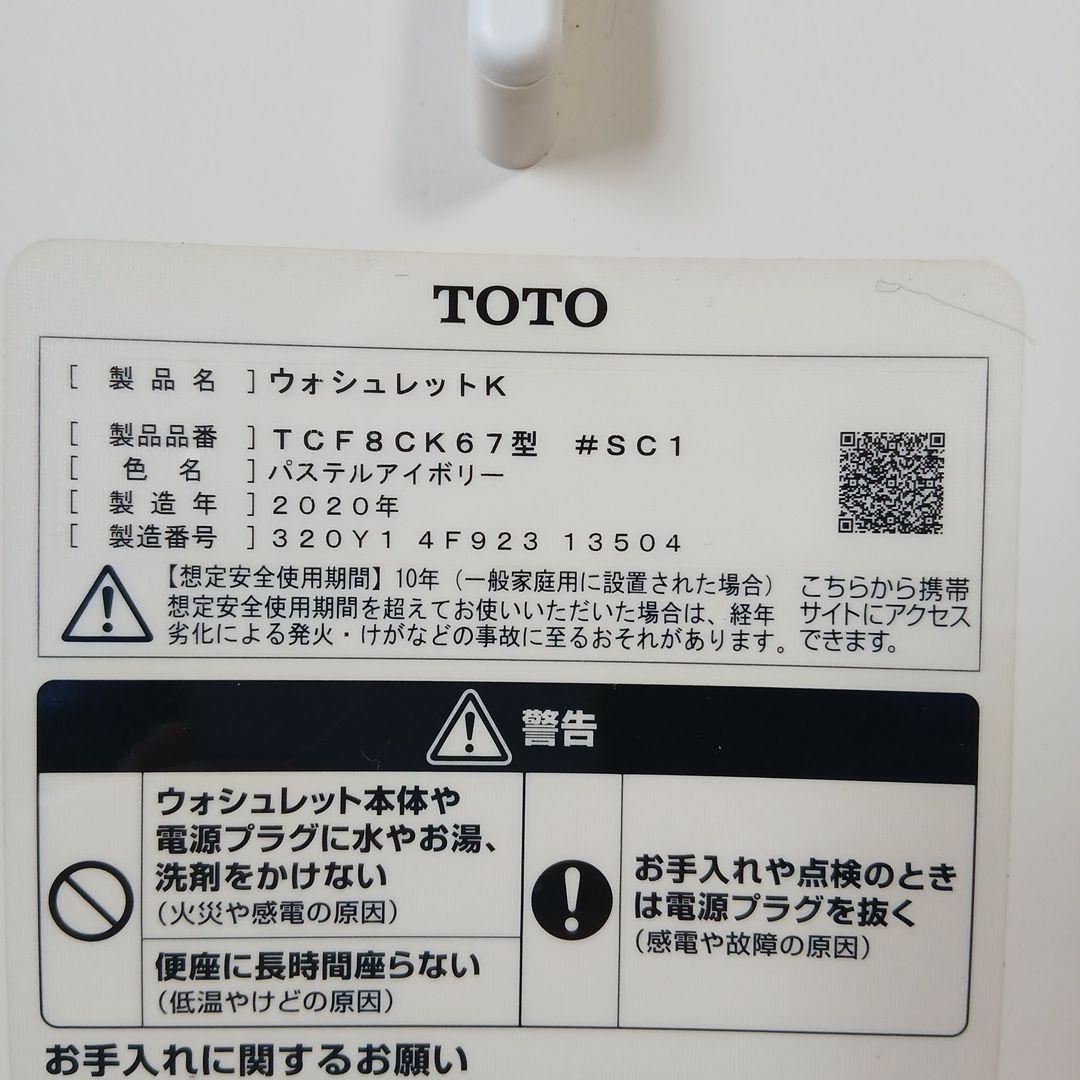 TOTO
[ 製品名 ] ウォシュレットK
[ 製品品番 ] TCF8CK67型 #SC1
[ 色名 ] パステルアイボリー
[ 製造年 ] 2020年
[ 製造番号 ] 320Y1 4F923 13504
【想定安全使用期間】10年（一般家庭用に設置された場合）
想定安全使用期間を超えてお使いいただいた場合は、経年
劣化による発火・けがなどの事故に至るおそれがあります。
こちらから携帯
サイトにアクセス
できます。
警告
ウォシュレット本体や
電源プラグに水やお湯、
洗剤をかけない
（火災や感電の原因）
便座に長時間座らない
（低温やけどの原因）
お手入れや点検のとき
は電源プラグを抜く
（感電や故障の原因）
お手入れに関するお願い